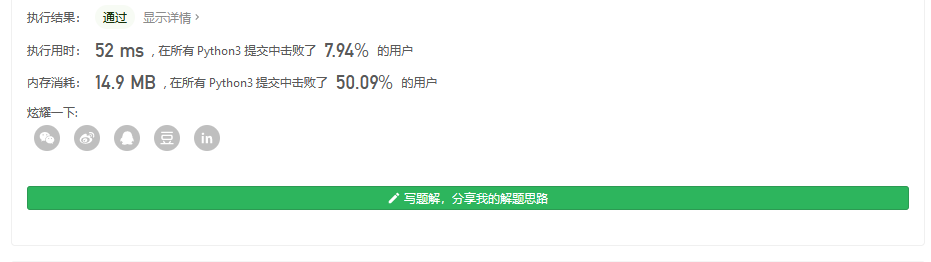 执行结果： 通过 显示详情 ›
执行用时： 52 ms , 在所有 Python3 提交中击败了 7.94% 的用户
内存消耗： 14.9 MB , 在所有 Python3 提交中击败了 50.09% 的用户
炫耀一下:
豆 in
写题解，分享我的解题思路